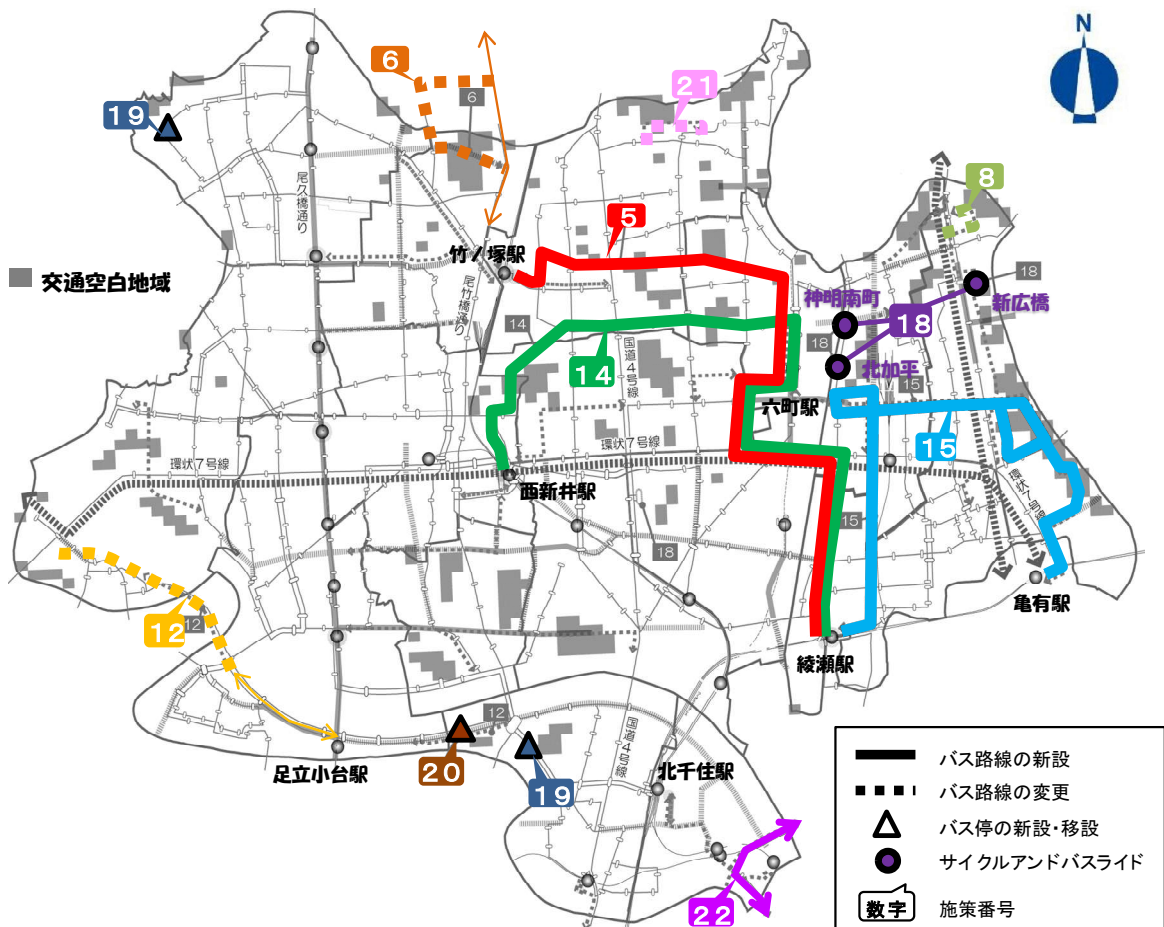 N
6
19
6
21
8
尾久橋通り
5
竹ノ塚駅
18
交通空白地域
神明南町
新広橋
尾竹橋通り
14
18
18
14
国道4号線
北加平
15
六町駅
15
環状7号線
環状7号線
西新井駅
環状7号線
15
18
亀有駅
12
12
綾瀬駅
12
国道4号線
足立小台駅
20
19
北千住駅
22
バス路線の新設
バス路線の変更
バス停の新設・移設
サイクルアンドバスライド
数字
施策番号